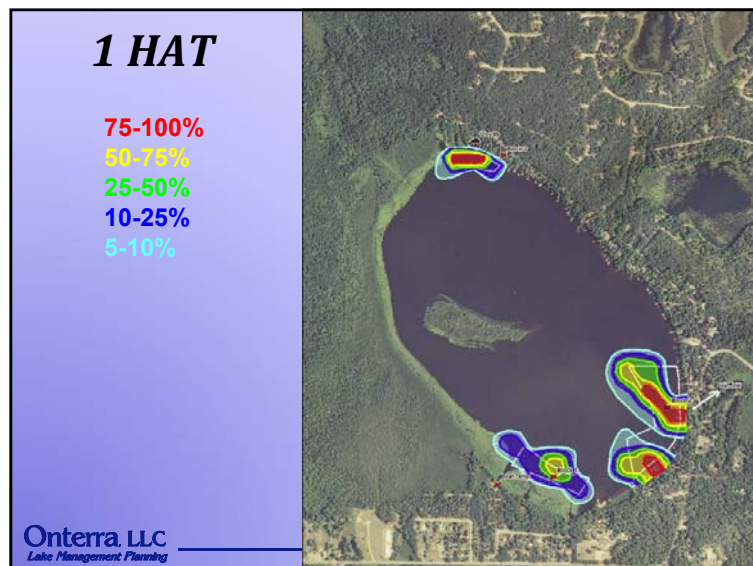 1 HAT
75-100%
50-75%
25-50%
10-25%
5-10%
Onterra, LLC
Lake Management Planning